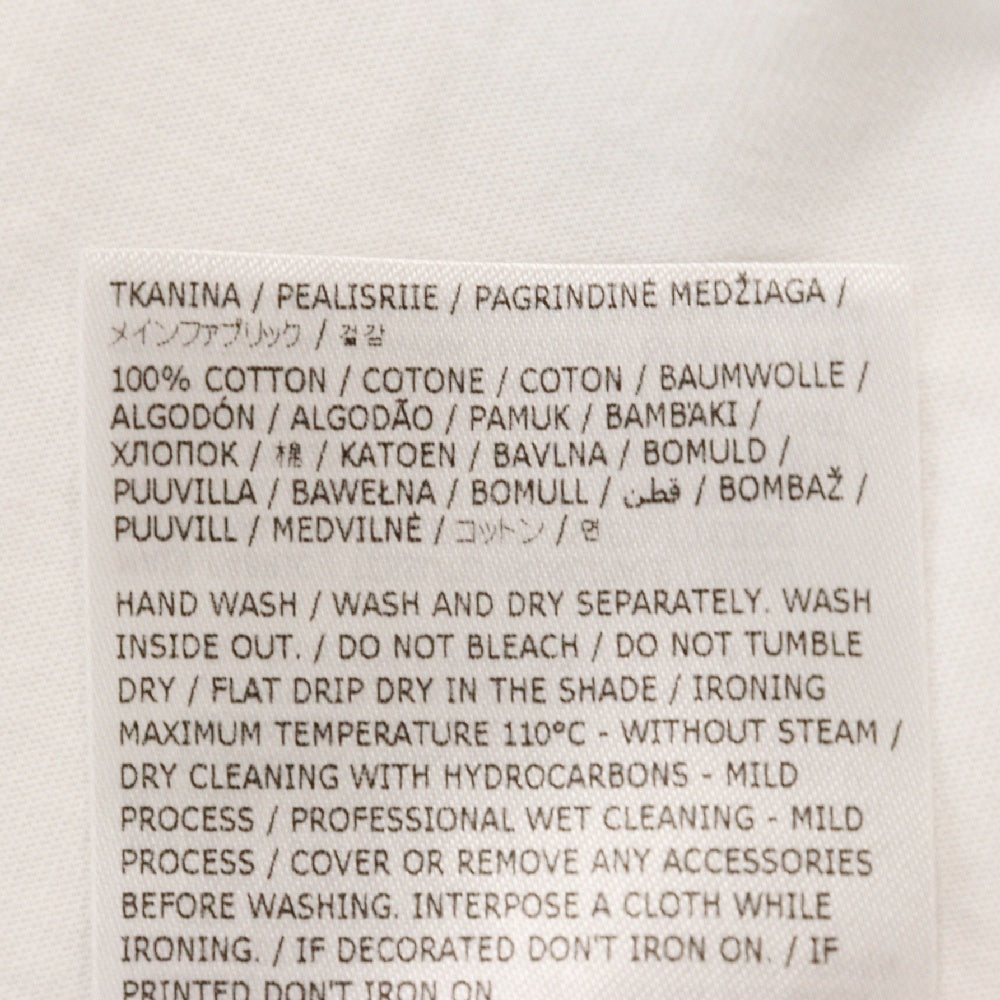 TKANINA / PEALISRIIE / PAGRINDINĖ MEDŽIAGA /
メインファブリック / 겉감
100% COTTON / COTONE / COTON / BAUMWOLLE /
ALGODÓN / ALGODÃO / PAMUK / BAMBΆKI /
ХЛОПОК / 棉 / KATOEN / BAVLNA / BOMULD /
PUUVILLA / BAWEŁNA / BOMULL / قطن / BOMBAŽ /
PUUVILL / MEDVILNĖ / コットン / 면
HAND WASH / WASH AND DRY SEPARATELY. WASH
INSIDE OUT. / DO NOT BLEACH / DO NOT TUMBLE
DRY / FLAT DRIP DRY IN THE SHADE / IRONING
MAXIMUM TEMPERATURE 110°C - WITHOUT STEAM /
DRY CLEANING WITH HYDROCARBONS - MILD
PROCESS / PROFESSIONAL WET CLEANING - MILD
PROCESS / COVER OR REMOVE ANY ACCESSORIES
BEFORE WASHING. INTERPOSE A CLOTH WHILE
IRONING. / IF DECORATED DON'T IRON ON. / IF
PRINTED DON'T IRON ON